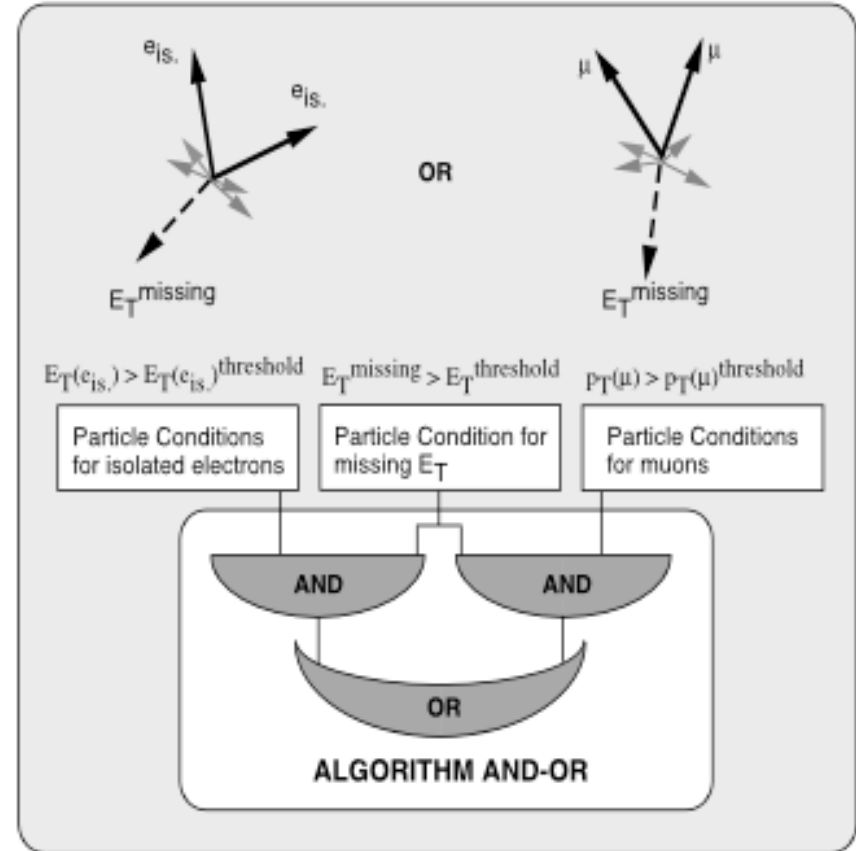 e_is.
e_is.
E_T^missing
OR
μ
μ
E_T^missing
E_T(e_is.) > E_T(e_is.)^threshold
E_T^missing > E_T^threshold
p_T(μ) > p_T(μ)^threshold
Particle Conditions
for isolated electrons
Particle Condition for
missing E_T
Particle Conditions
for muons
AND
AND
OR
ALGORITHM AND-OR